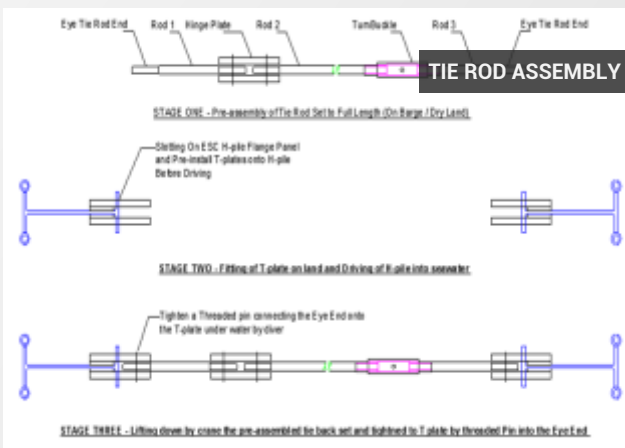 Eye Tie Rod End Rod 1 Hinge Plate Rod 2 TurnBuckle Rod 3 Eye Tie Rod End
TIE ROD ASSEMBLY
STAGE ONE - Pre-assembly of Tie Rod Set to Full Length (On Barge / Dry Land)
Slotting On ESC H-pile Flange Panel
and Pre-install T-plates onto H-pile
Before Driving
STAGE TWO - Fitting of T-plate on land and Driving of H-pile into seawater
Tighten a Threaded pin connecting the Eye End onto
the T-plate under water by diver
STAGE THREE - Lifting down by crane the pre-assembled tie back set and tightned to T plate by threaded Pin into the Eye End